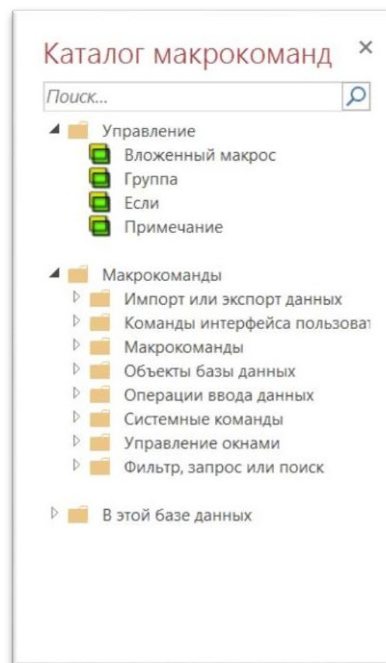 Каталог макрокоманд
Поиск...
Управление
Вложенный макрос
Группа
Если
Примечание
Макрокоманды
Импорт или экспорт данных
Команды интерфейса пользоват
Макрокоманды
Объекты базы данных
Операции ввода данных
Системные команды
Управление окнами
Фильтр, запрос или поиск
В этой базе данных